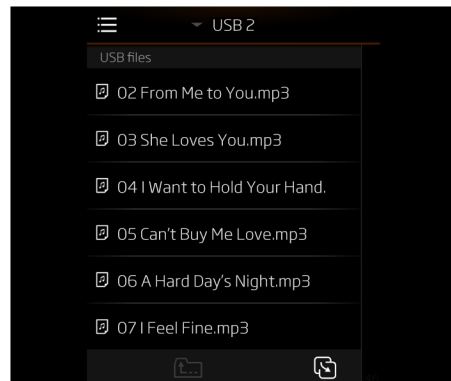 USB 2
USB files
02 From Me to You.mp3
03 She Loves You.mp3
04 I Want to Hold Your Hand.
05 Can't Buy Me Love.mp3
06 A Hard Day's Night.mp3
07 I Feel Fine.mp3